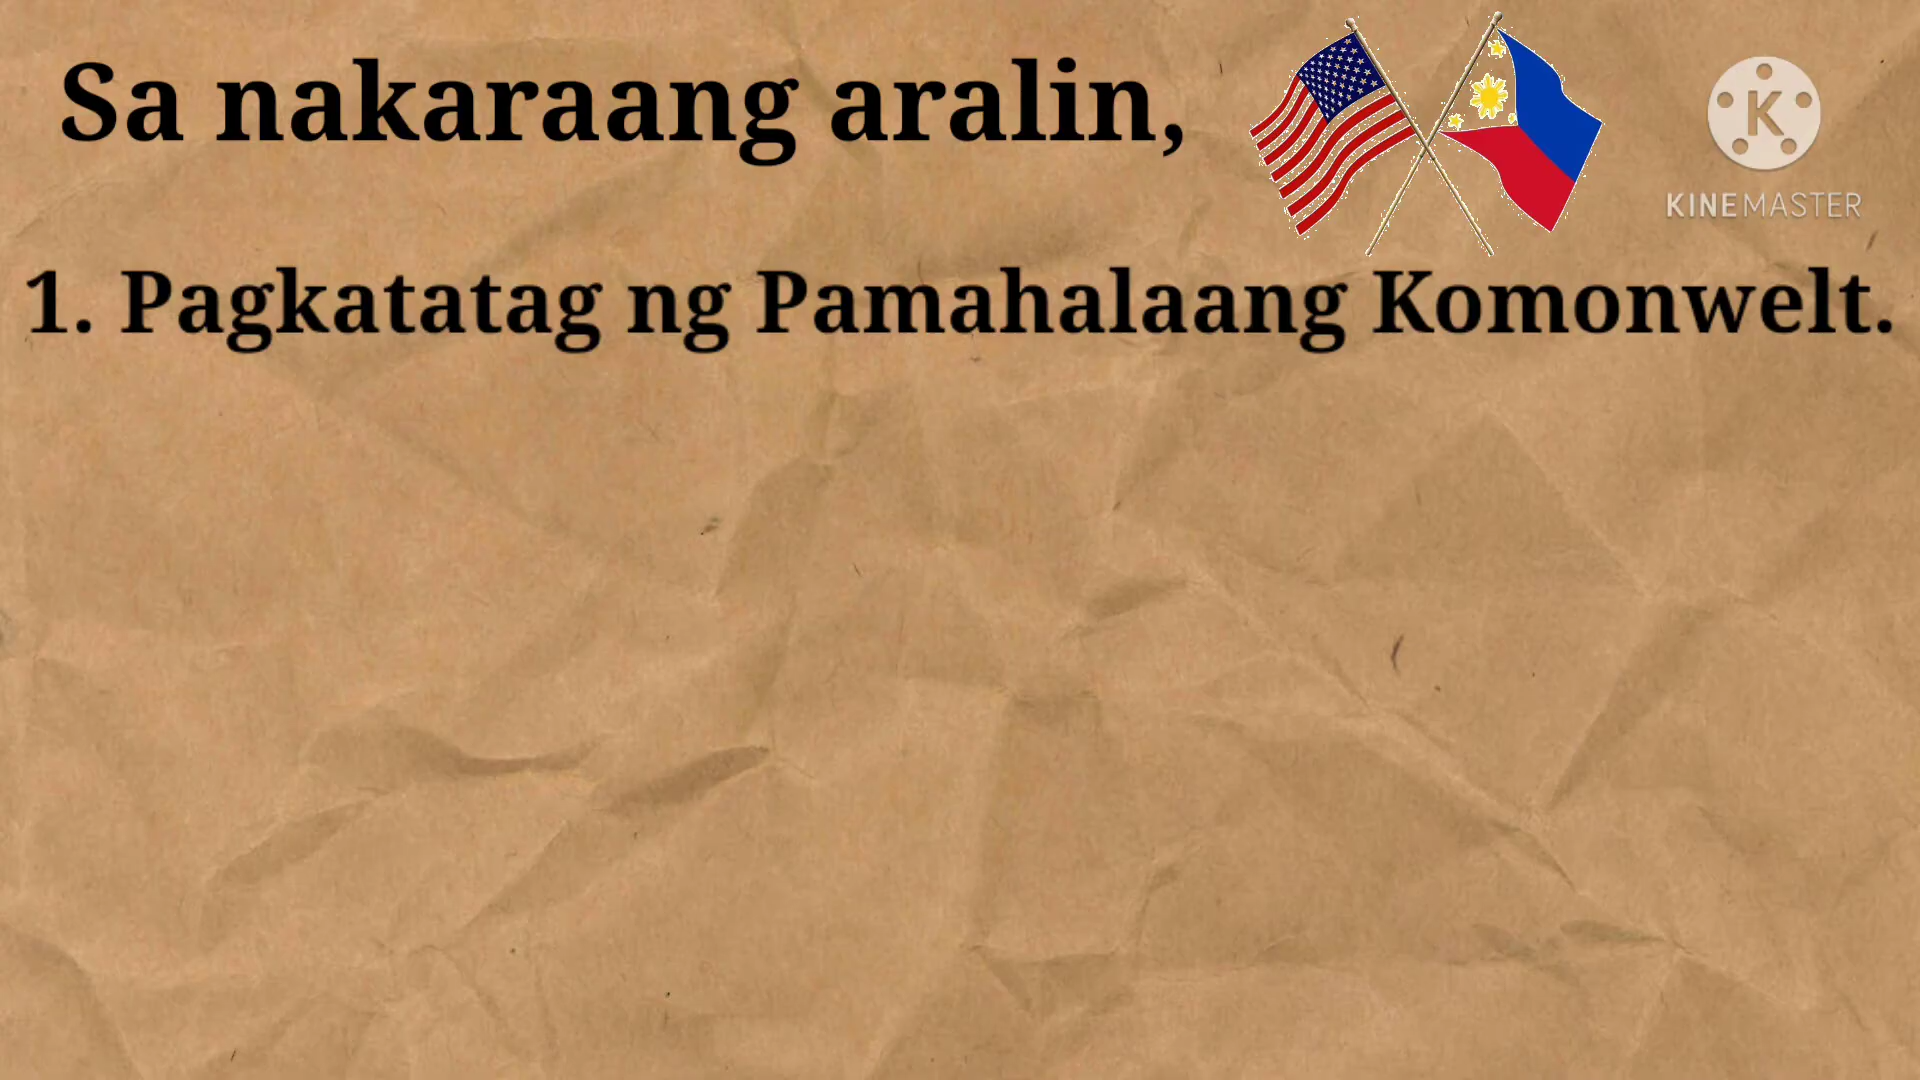 Sa nakaraang aralin,
K
KINEMASTER
1. Pagkatatag ng Pamahalaang Komonwelt.